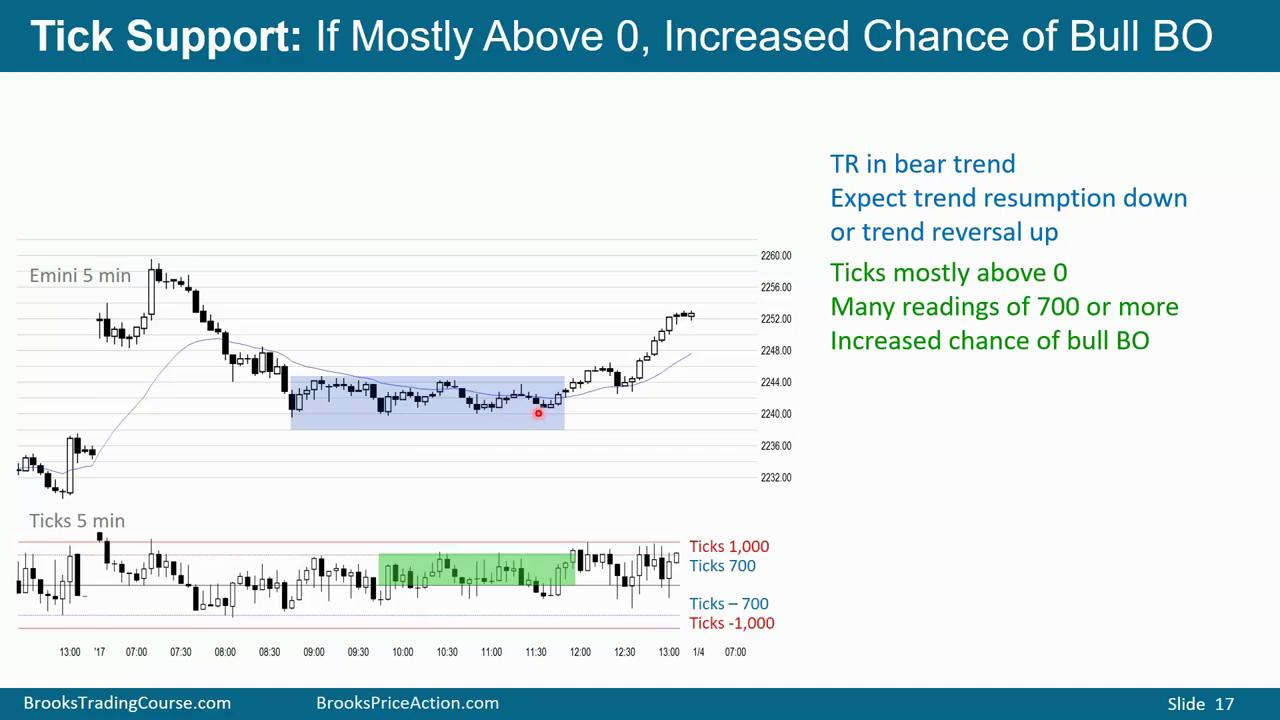 Tick Support: If Mostly Above 0, Increased Chance of Bull BO
TR in bear trend
Expect trend resumption down
or trend reversal up
Ticks mostly above 0
Many readings of 700 or more
Increased chance of bull BO
Emini 5 min
2260.00
2256.00
2252.00
2248.00
2244.00
2240.00
2236.00
2232.00
Ticks 5 min
Ticks 1,000
Ticks 700
Ticks – 700
Ticks -1,000
13:00 '17 07:00 07:30 08:00 08:30 09:00 09:30 10:00 10:30 11:00 11:30 12:00 12:30 13:00 1/4 07:00
BrooksTradingCourse.com BrooksPriceAction.com Slide 17